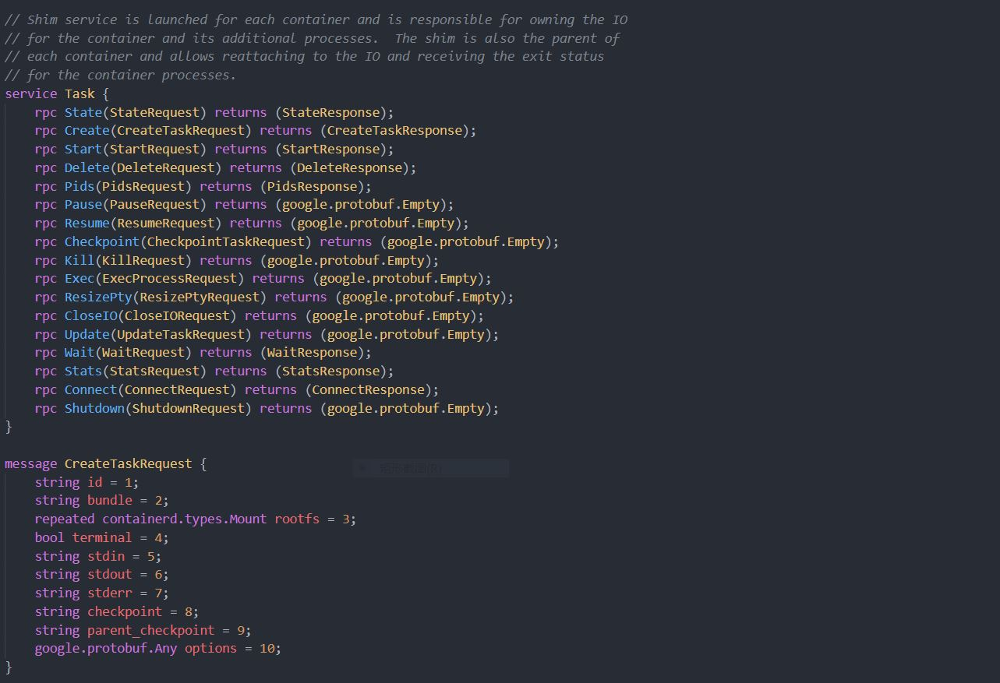 // Shim service is launched for each container and is responsible for owning the IO
// for the container and its additional processes.  The shim is also the parent of
// each container and allows reattaching to the IO and receiving the exit status
// for the container processes.
service Task {
    rpc State(StateRequest) returns (StateResponse);
    rpc Create(CreateTaskRequest) returns (CreateTaskResponse);
    rpc Start(StartRequest) returns (StartResponse);
    rpc Delete(DeleteRequest) returns (DeleteResponse);
    rpc Pids(PidsRequest) returns (PidsResponse);
    rpc Pause(PauseRequest) returns (google.protobuf.Empty);
    rpc Resume(ResumeRequest) returns (google.protobuf.Empty);
    rpc Checkpoint(CheckpointTaskRequest) returns (google.protobuf.Empty);
    rpc Kill(KillRequest) returns (google.protobuf.Empty);
    rpc Exec(ExecProcessRequest) returns (google.protobuf.Empty);
    rpc ResizePty(ResizePtyRequest) returns (google.protobuf.Empty);
    rpc CloseIO(CloseIORequest) returns (google.protobuf.Empty);
    rpc Update(UpdateTaskRequest) returns (google.protobuf.Empty);
    rpc Wait(WaitRequest) returns (WaitResponse);
    rpc Stats(StatsRequest) returns (StatsResponse);
    rpc Connect(ConnectRequest) returns (ConnectResponse);
    rpc Shutdown(ShutdownRequest) returns (google.protobuf.Empty);
}
message CreateTaskRequest {
    string id = 1;
    string bundle = 2;
    repeated containerd.types.Mount rootfs = 3;
    bool terminal = 4;
    string stdin = 5;
    string stdout = 6;
    string stderr = 7;
    string checkpoint = 8;
    string parent_checkpoint = 9;
    google.protobuf.Any options = 10;
}